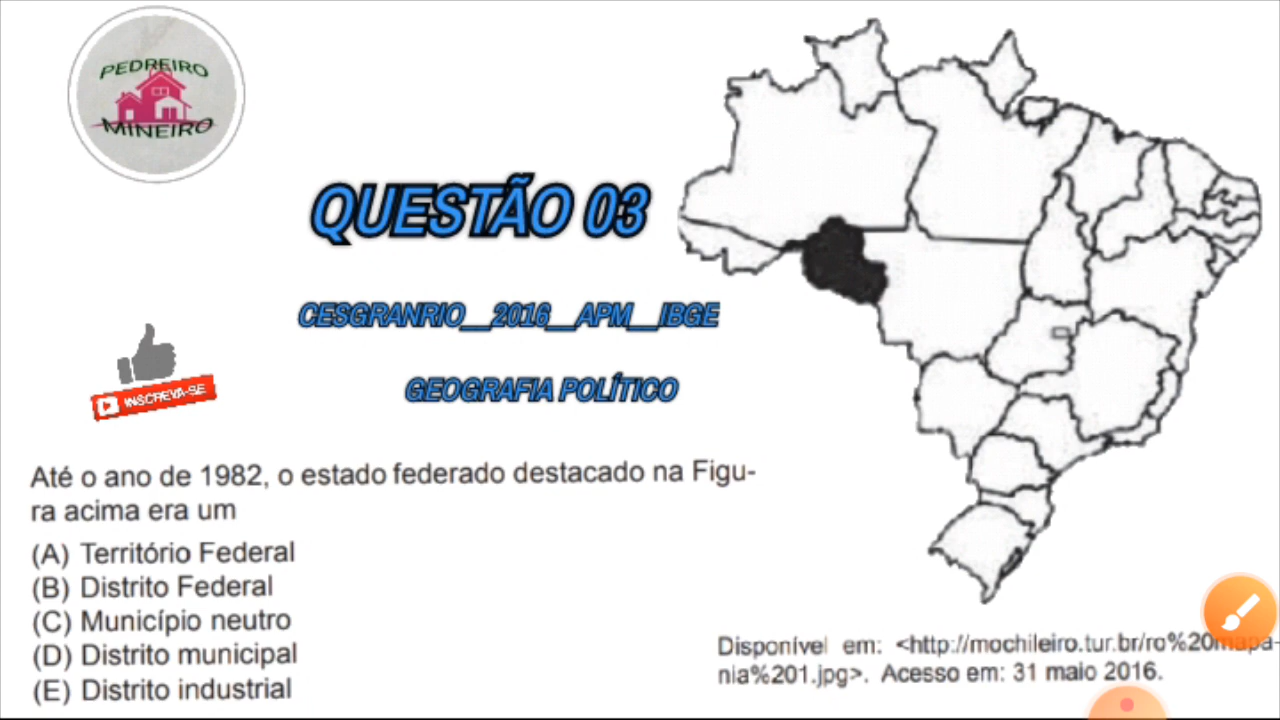 PEDREIRO
MINEIRO
QUESTÃO 03
CESGRANRIO__2016__APM__IBGE
GEOGRAFIA POLÍTICO
INSCREVA-SE
Até o ano de 1982, o estado federado destacado na Figu-
ra acima era um
(A) Território Federal
(B) Distrito Federal
(C) Município neutro
(D) Distrito municipal
(E) Distrito industrial
Disponível em: <http://mochileiro.tur.br/ro%20mapa-
nia%201.jpg>. Acesso em: 31 maio 2016.